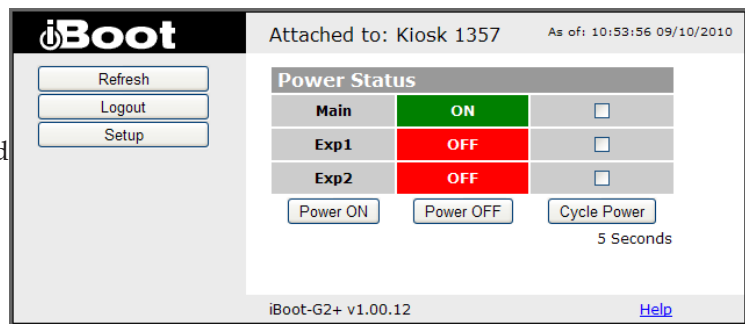 iBoot
Attached to: Kiosk 1357
As of: 10:53:56 09/10/2010
Refresh
Logout
Setup
d
Power Status
Main ON
Exp1 OFF
Exp2 OFF
Power ON Power OFF Cycle Power
5 Seconds
iBoot-G2+ v1.00.12
Help